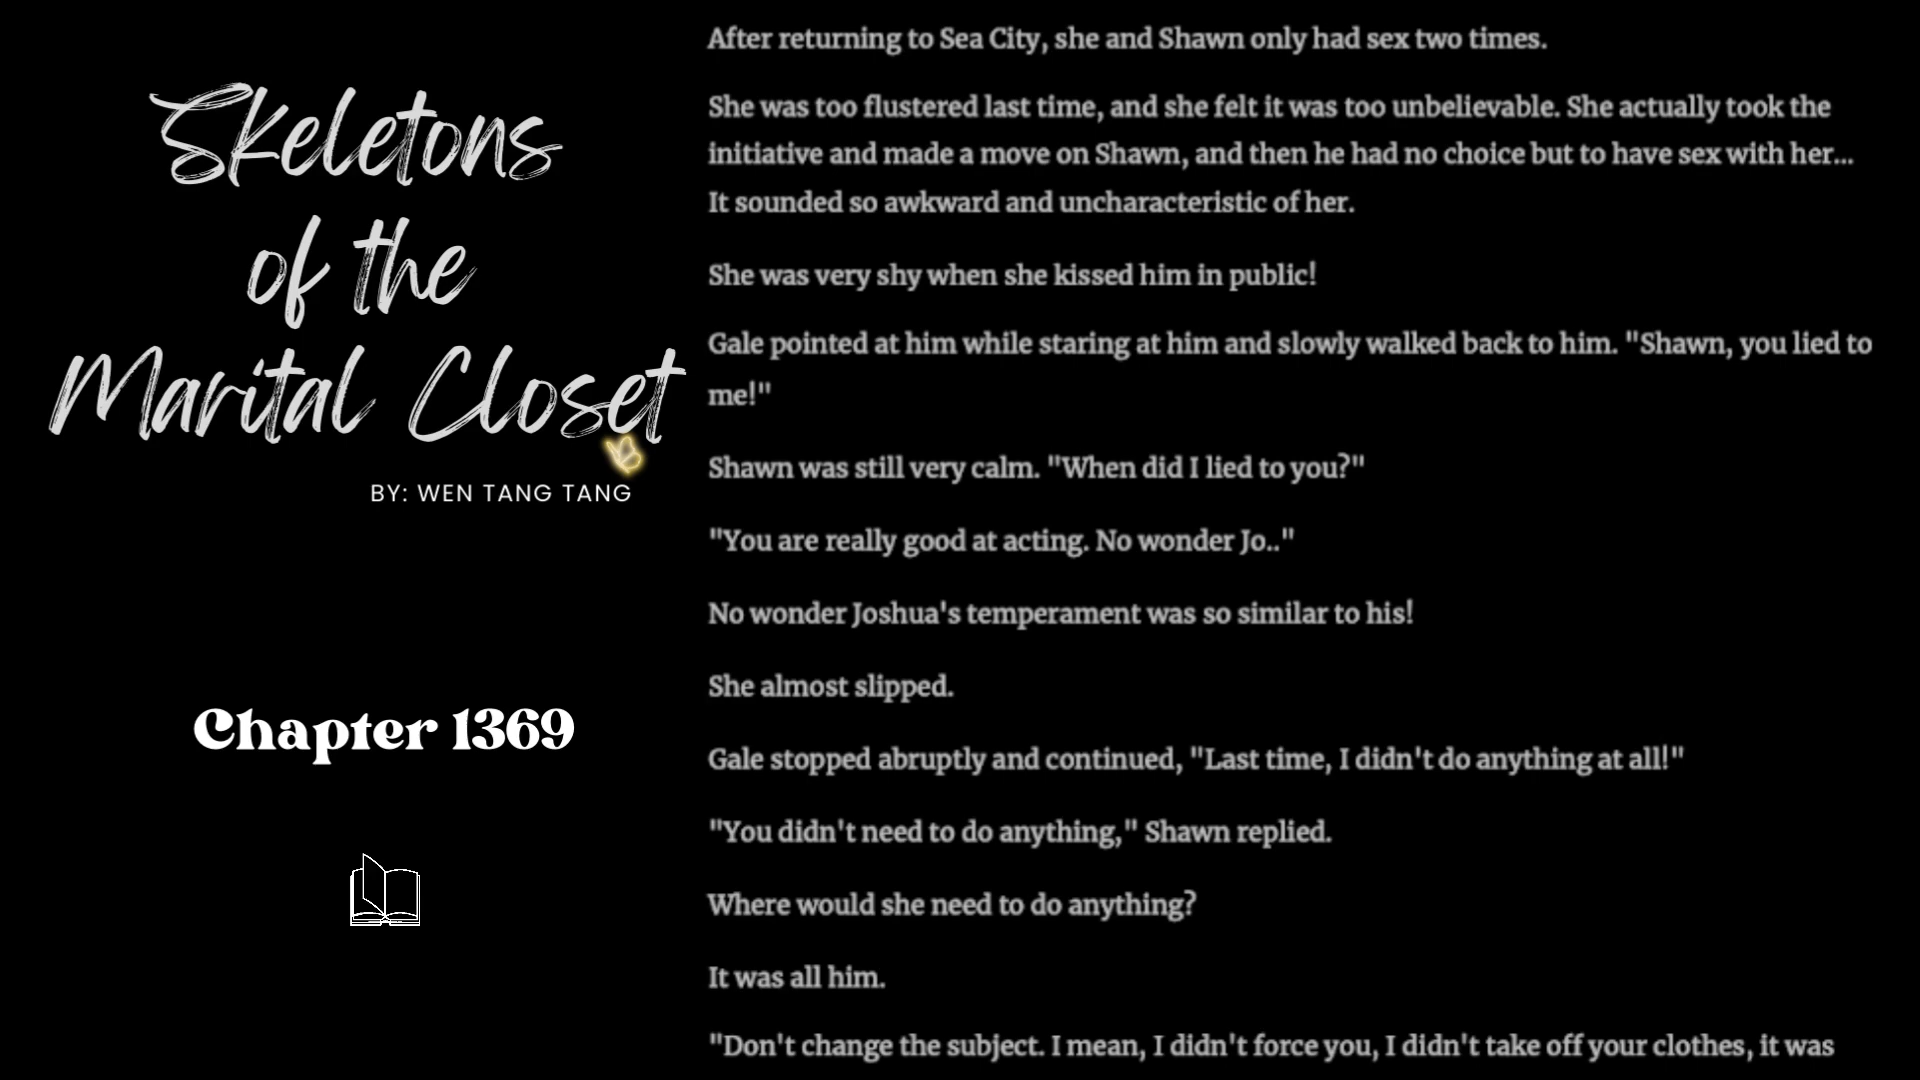 Skeletons
of the
Marital Closet
BY: WEN TANG TANG
Chapter 1369
After returning to Sea City, she and Shawn only had sex two times.
She was too flustered last time, and she felt it was too unbelievable. She actually took the
initiative and made a move on Shawn, and then he had no choice but to have sex with her...
It sounded so awkward and uncharacteristic of her.
She was very shy when she kissed him in public!
Gale pointed at him while staring at him and slowly walked back to him. "Shawn, you lied to
me!"
Shawn was still very calm. "When did I lied to you?"
"You are really good at acting. No wonder Jo.."
No wonder Joshua's temperament was so similar to his!
She almost slipped.
Gale stopped abruptly and continued, "Last time, I didn't do anything at all!"
"You didn't need to do anything," Shawn replied.
Where would she need to do anything?
It was all him.
"Don't change the subject. I mean, I didn't force you, I didn't take off your clothes, it was